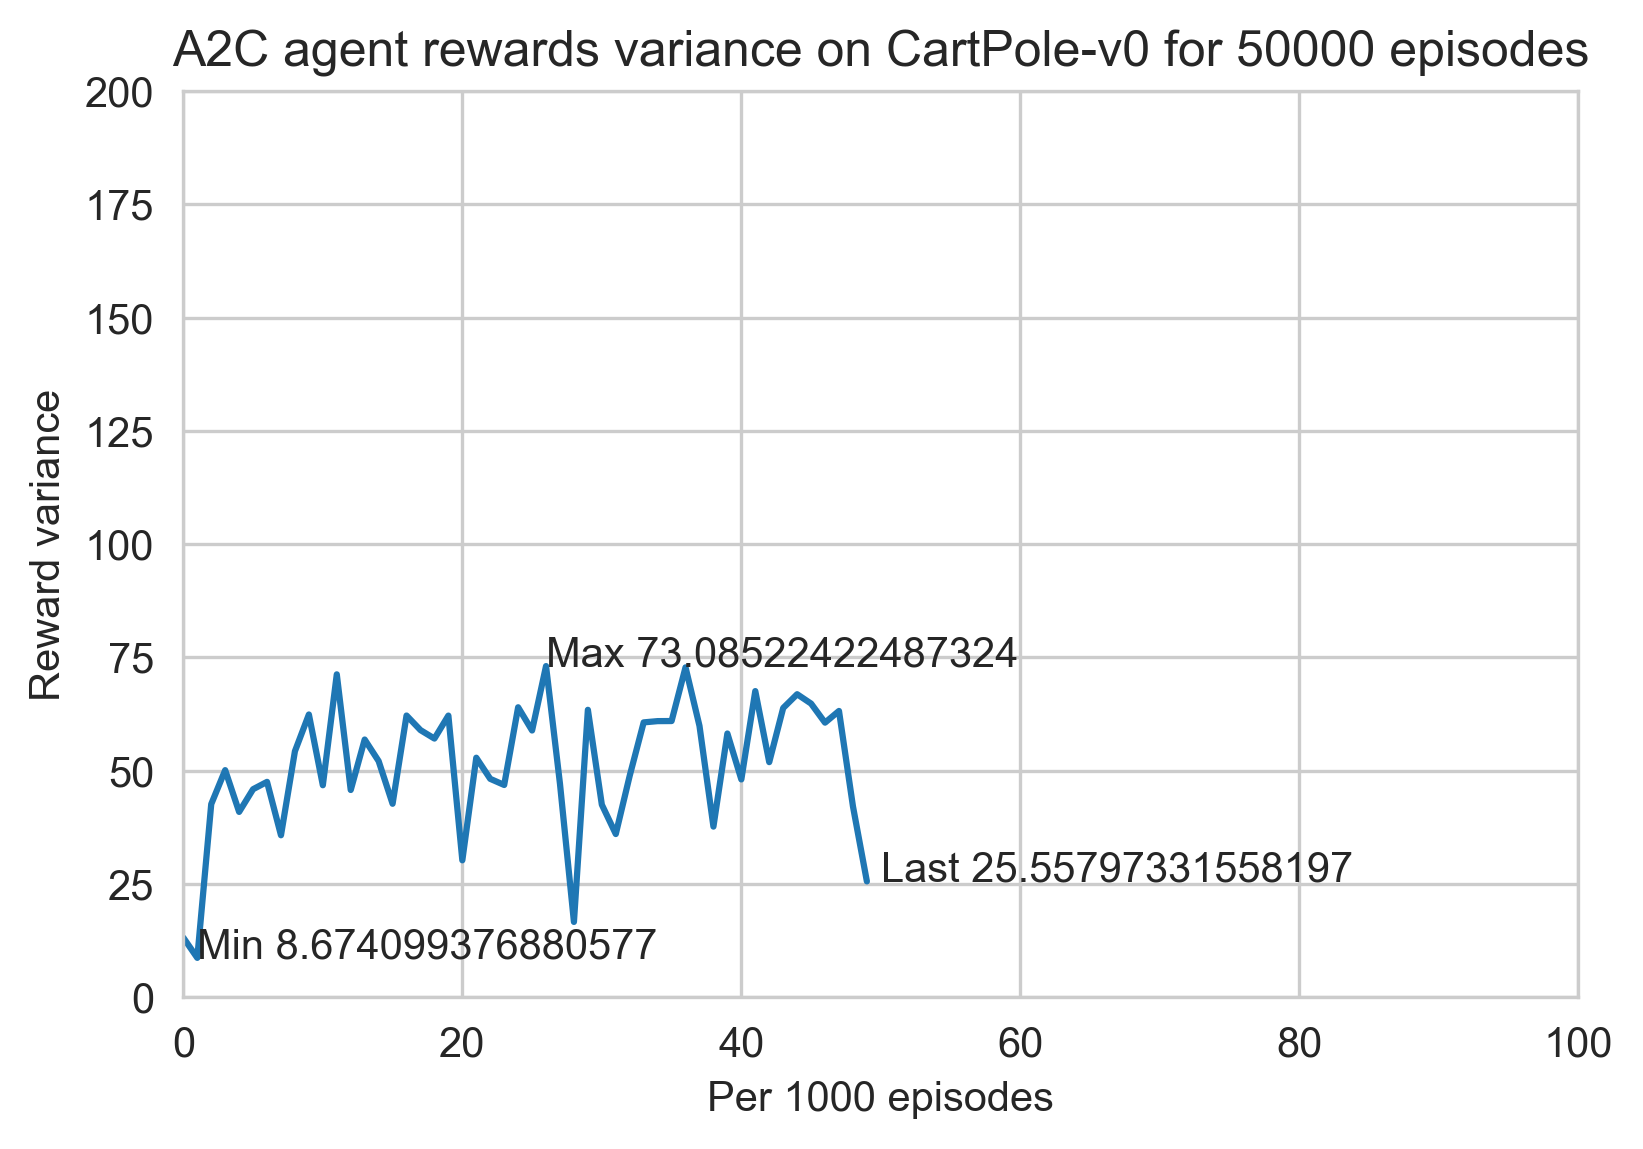 A2C agent rewards variance on CartPole-v0 for 50000 episodes
200
175
150
125
100
75
50
25
0
Reward variance
Max 73.08522422487324
Last 25.55797331558197
Min 8.6740993768805​77
0
20
40
60
80
100
Per 1000 episodes